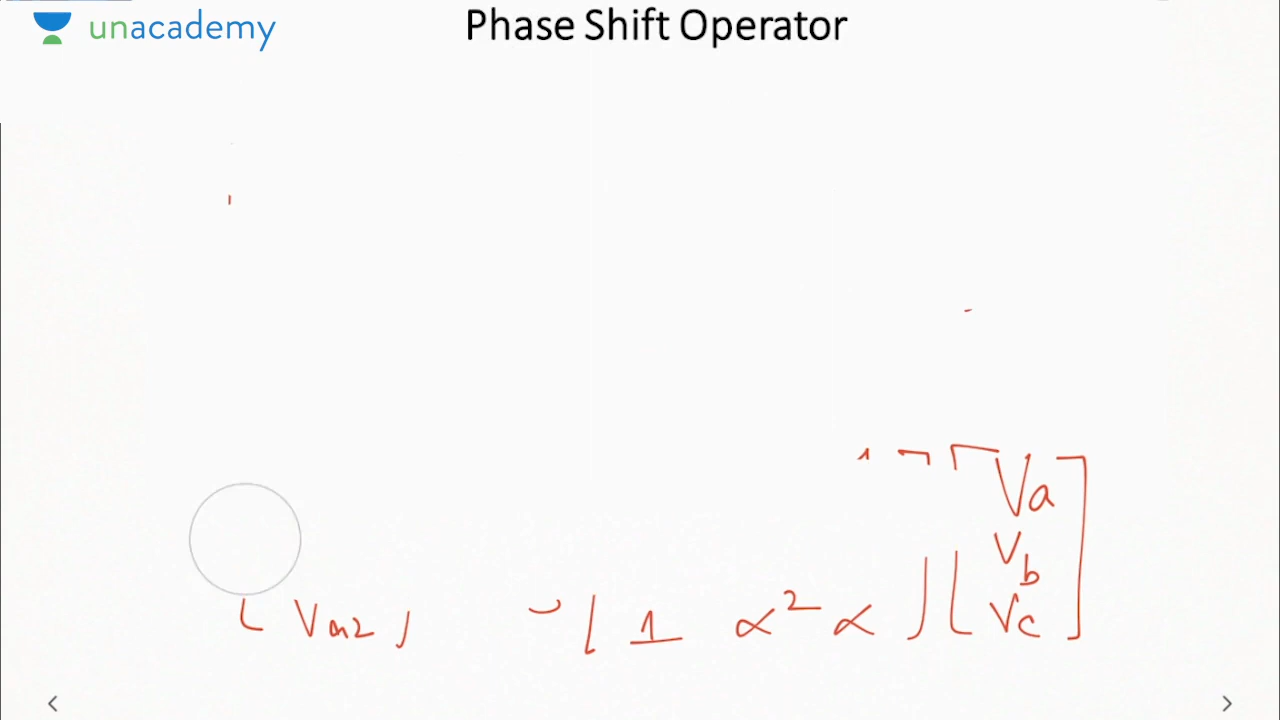 unacademy
Phase Shift Operator
Va
Vb
Va2 1 α² α Vc